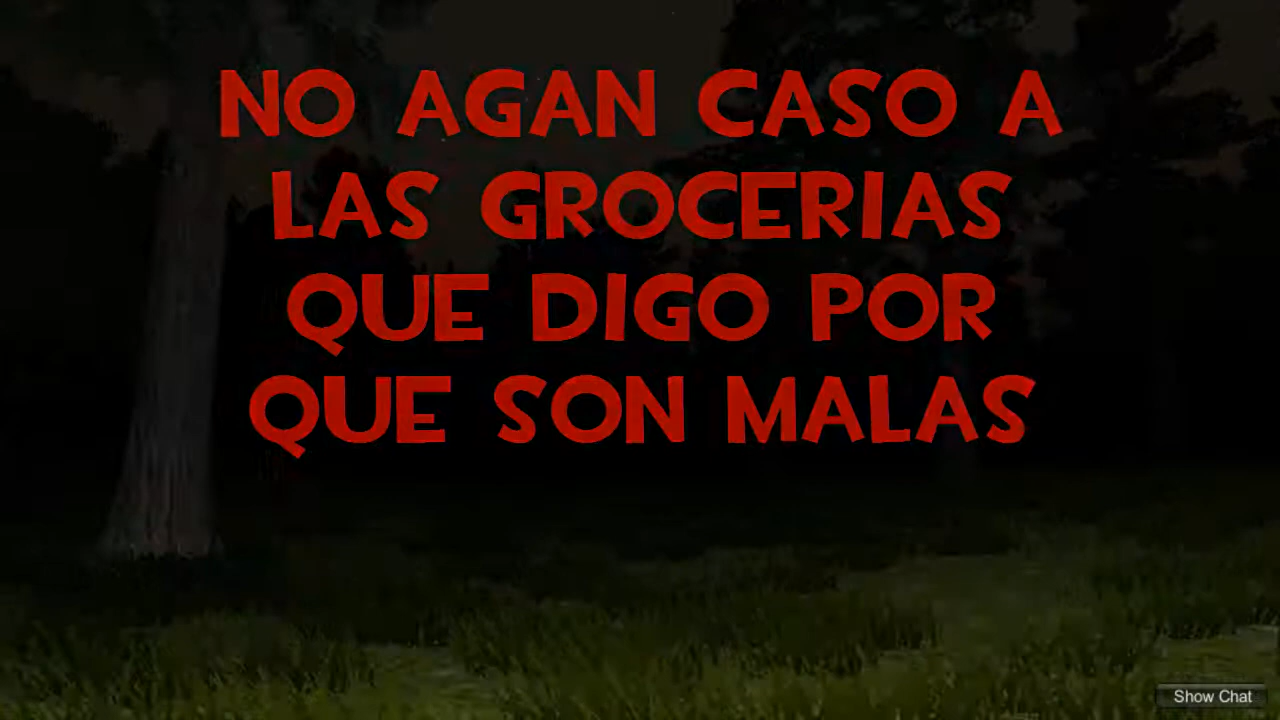 NO AGAN CASO A
LAS GROCERIAS
QUE DIGO POR
QUE SON MALAS
Show Chat